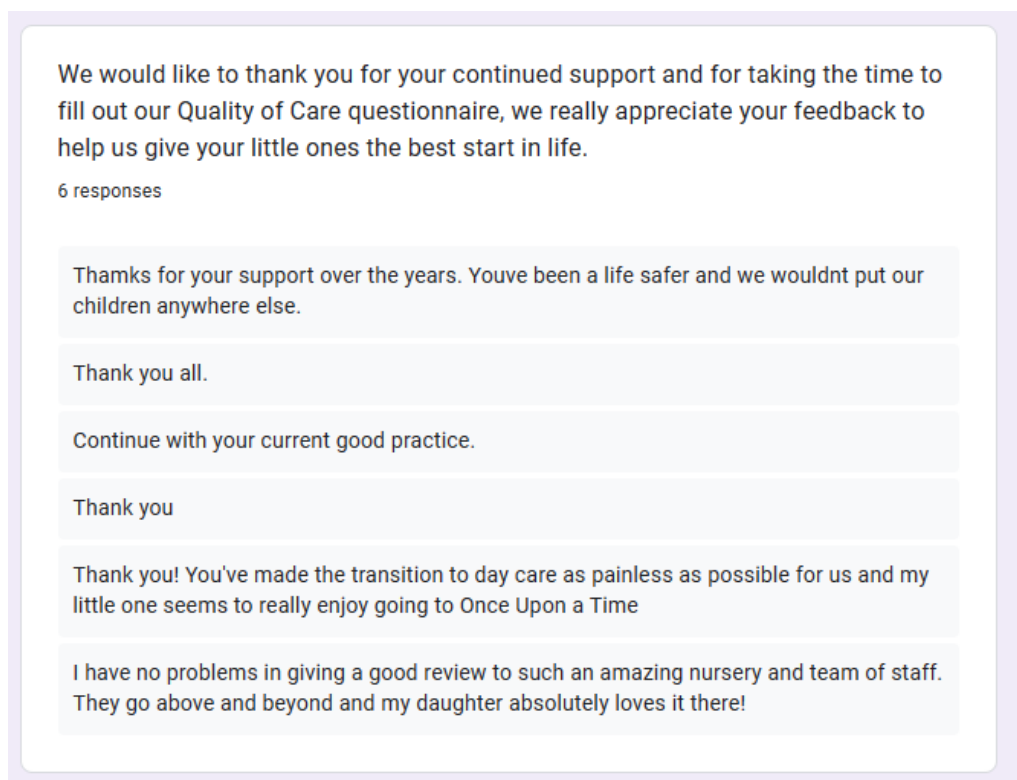 We would like to thank you for your continued support and for taking the time to
fill out our Quality of Care questionnaire, we really appreciate your feedback to
help us give your little ones the best start in life.
6 responses
Thamks for your support over the years. Youve been a life safer and we wouldnt put our
children anywhere else.
Thank you all.
Continue with your current good practice.
Thank you
Thank you! You've made the transition to day care as painless as possible for us and my
little one seems to really enjoy going to Once Upon a Time
I have no problems in giving a good review to such an amazing nursery and team of staff.
They go above and beyond and my daughter absolutely loves it there!